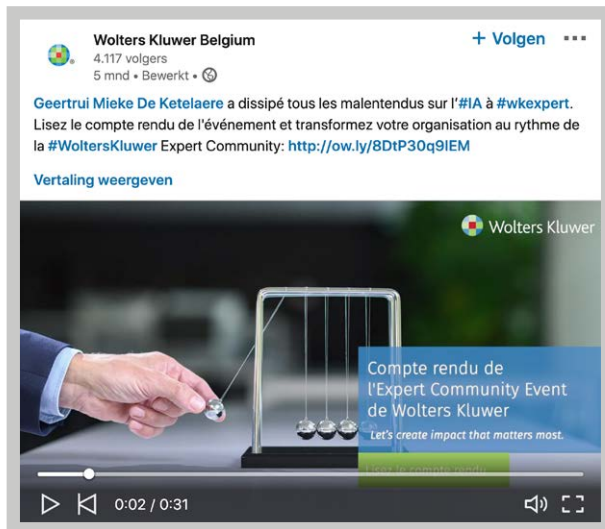 Wolters Kluwer Belgium
+ Volgen
4.117 volgers
5 mnd • Bewerkt •
Geertrui Mieke De Ketelaere a dissipé tous les malentendus sur l'#IA à #wkexpert.
Lisez le compte rendu de l'événement et transformez votre organisation au rythme de
la #WoltersKluwer Expert Community: http://ow.ly/8DtP30q9IEM
Vertaling weergeven
Wolters Kluwer
Compte rendu de
l'Expert Community Event
de Wolters Kluwer
Let's create impact that matters most.
Lisez le compte rendu
0:02 / 0:31